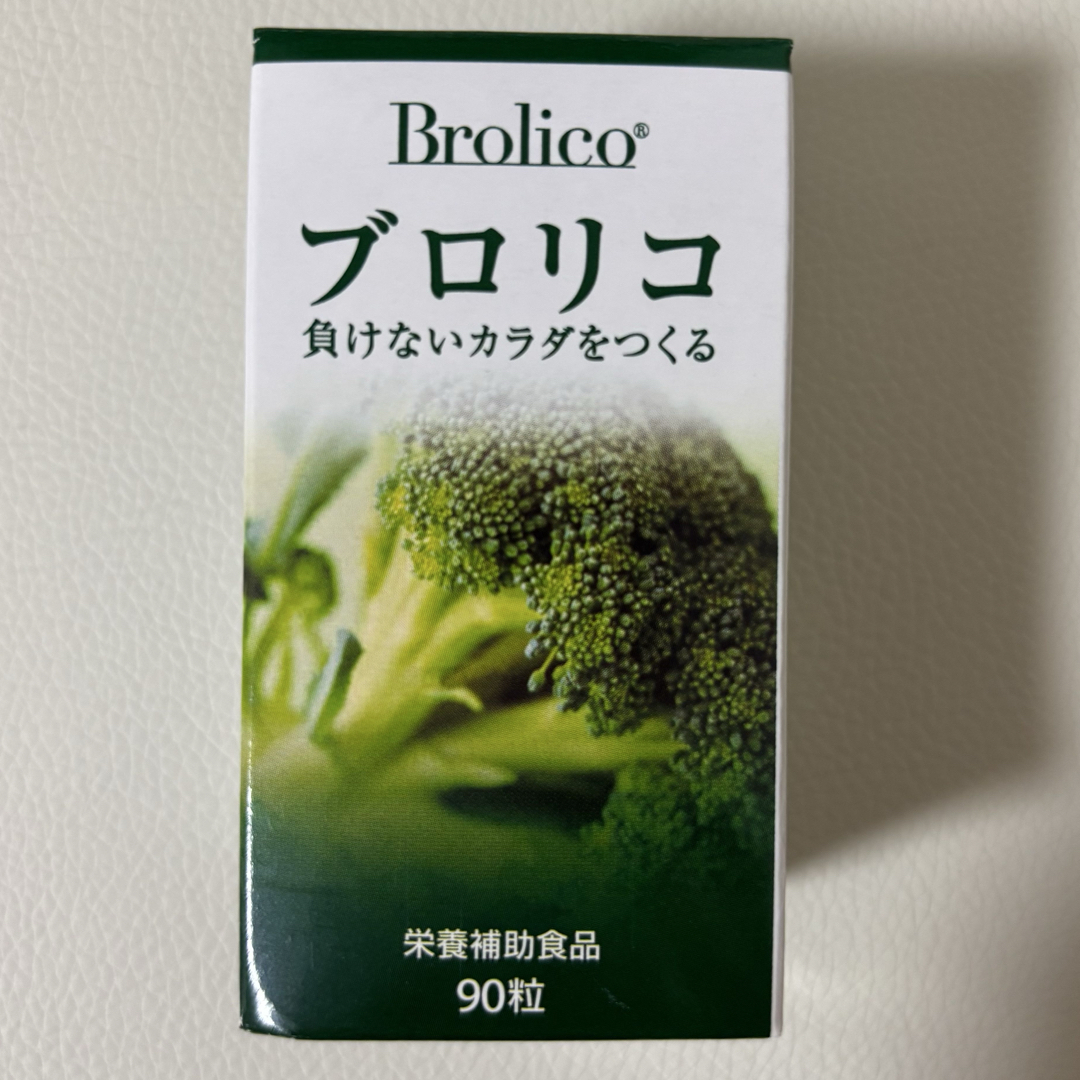 Brolico®
ブロリコ
負けないカラダをつくる
栄養補助食品
90粒